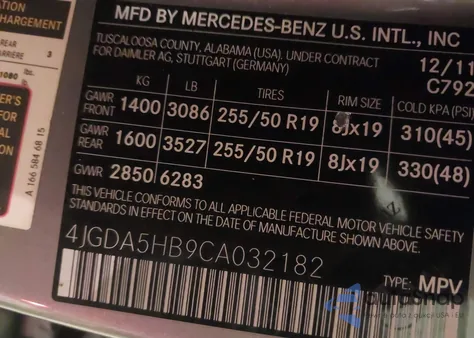 CHARGEMENT
REAR
3
MFD BY MERCEDES-BENZ U.S. INTL., INC
TUSCALOOSA COUNTY, ALABAMA (USA), UNDER CONTRACT
FOR DAIMLER AG, STUTTGART (GERMANY)
12/11
C792
KG LB TIRES RIM SIZE COLD KPA (PSI)
GAWR FRONT 1400 3086 255/50 R19 8Jx19 310(45)
GAWR REAR 1600 3527 255/50 R19 8Jx19 330(48)
GVWR 2850 6283
THIS VEHICLE CONFORMS TO ALL APPLICABLE FEDERAL MOTOR VEHICLE SAFETY
STANDARDS IN EFFECT ON THE DATE OF MANUFACTURE SHOWN ABOVE.
4JGDA5HB9CA032182
TYPE: MPV
A 166 584 68 15